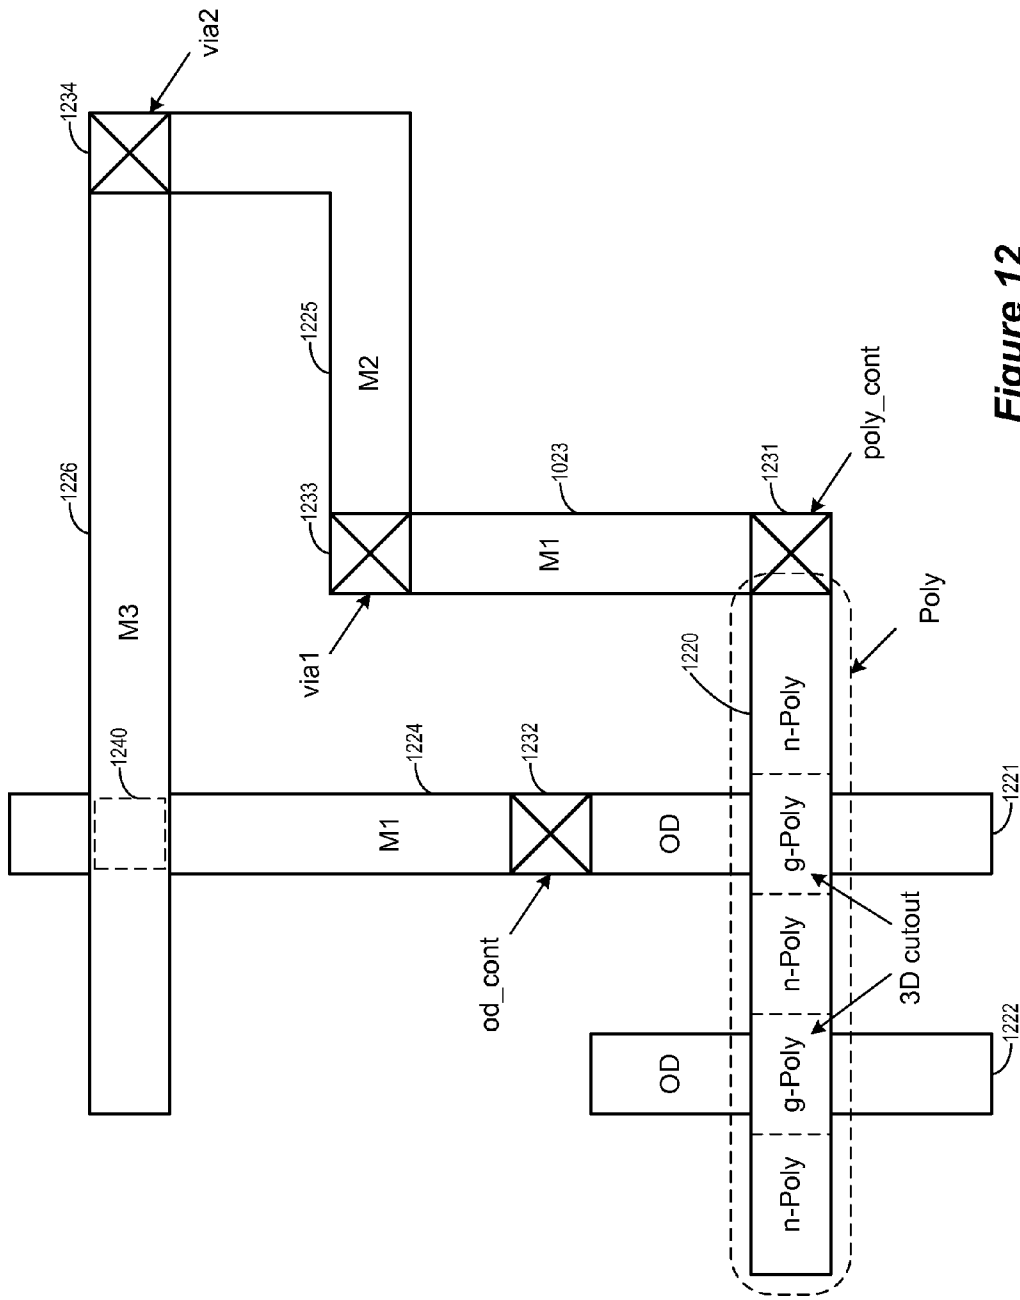 via2
1234
1226
M3
1240
1225
M2
1233
via1
1224
M1
1232
od_cont
1023
M1
1231
poly_cont
1220
Poly
OD
OD
n-Poly
g-Poly
n-Poly
g-Poly
n-Poly
3D cutout
1221
1222
Figure 12